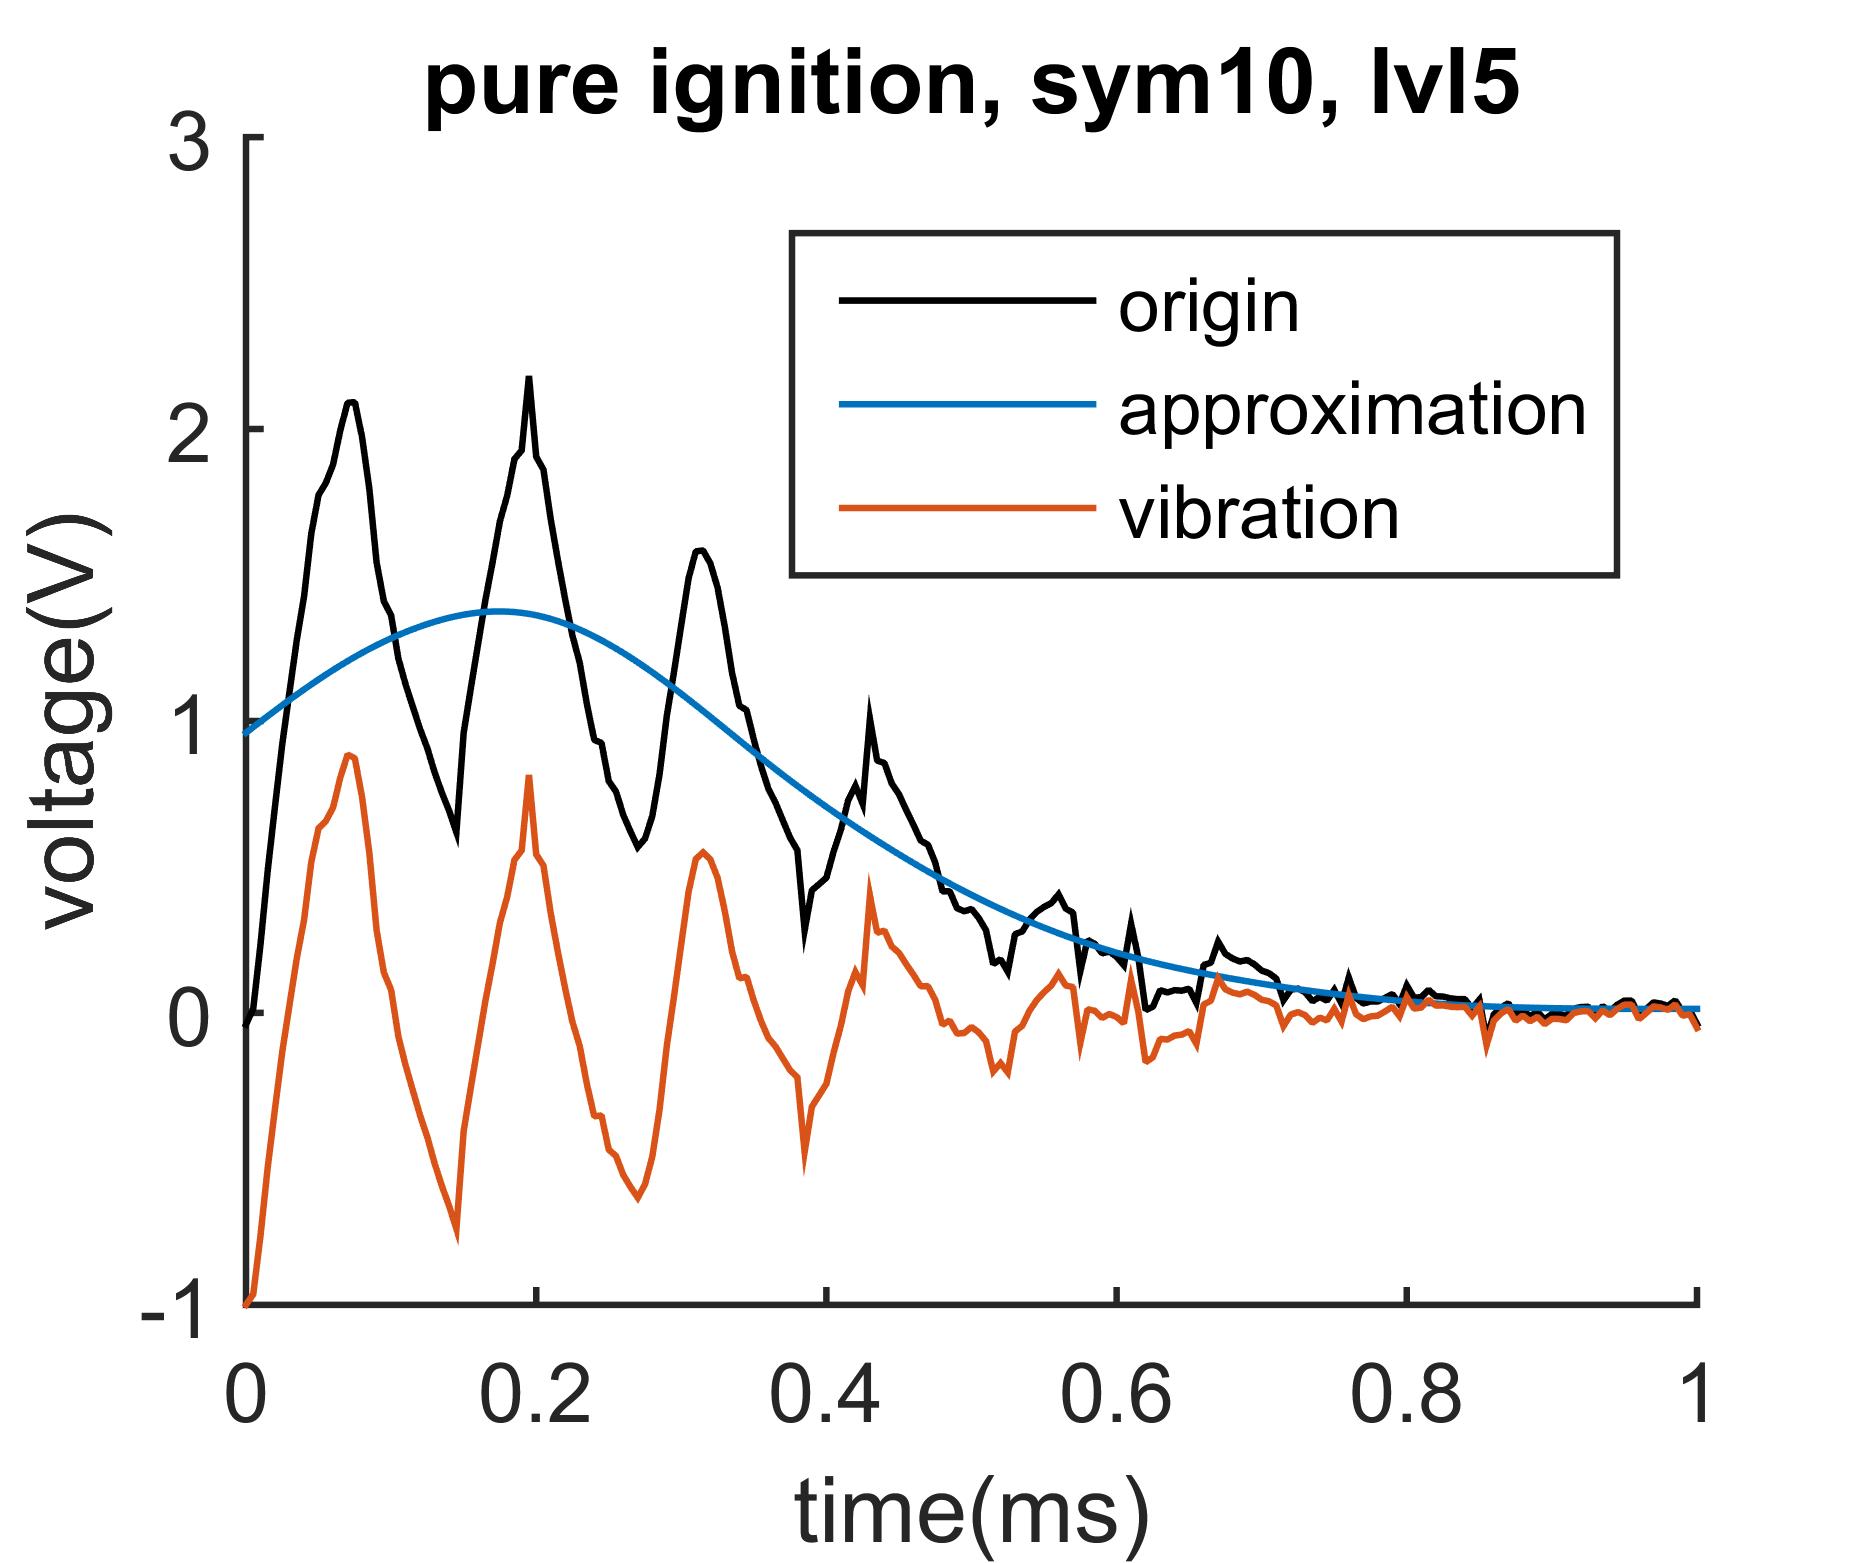 pure ignition, sym10, lvl5
3
2
1
0
-1
voltage(V)
origin
approximation
vibration
0 0.2 0.4 0.6 0.8 1
time(ms)